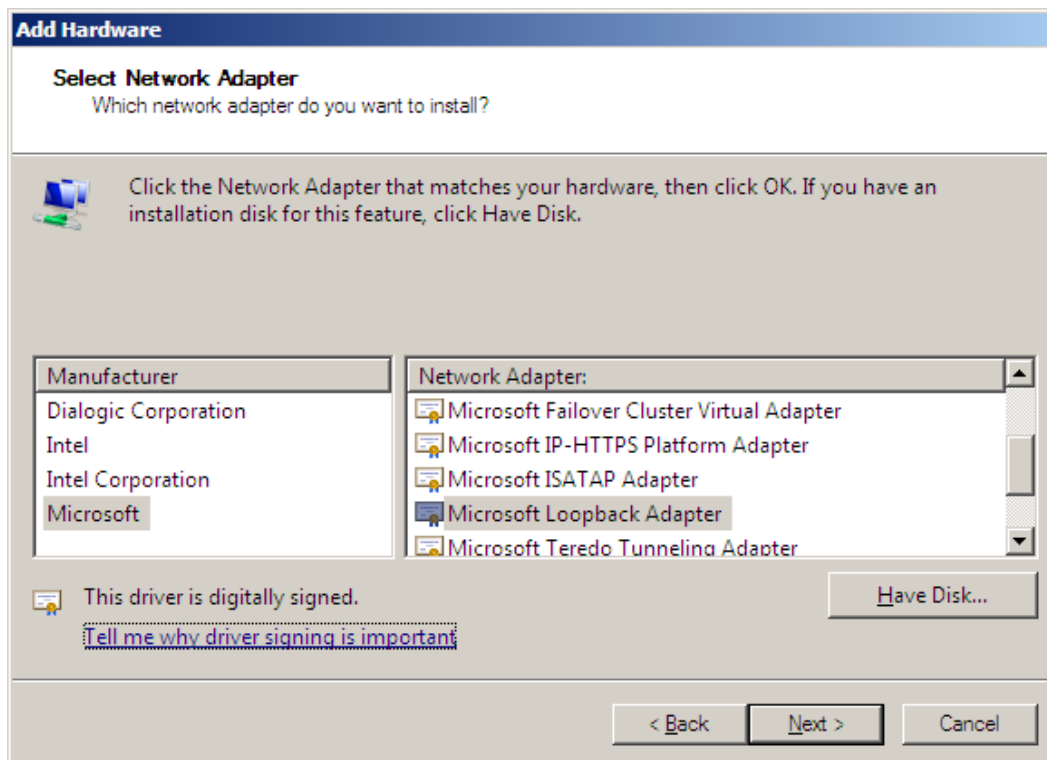 Add Hardware
Select Network Adapter
Which network adapter do you want to install?
Click the Network Adapter that matches your hardware, then click OK. If you have an
installation disk for this feature, click Have Disk.
Manufacturer
Dialogic Corporation
Intel
Intel Corporation
Microsoft
Network Adapter:
Microsoft Failover Cluster Virtual Adapter
Microsoft IP-HTTPS Platform Adapter
Microsoft ISATAP Adapter
Microsoft Loopback Adapter
Microsoft Teredo Tunneling Adapter
This driver is digitally signed.
Tell me why driver signing is important
Have Disk...
< Back
Next >
Cancel